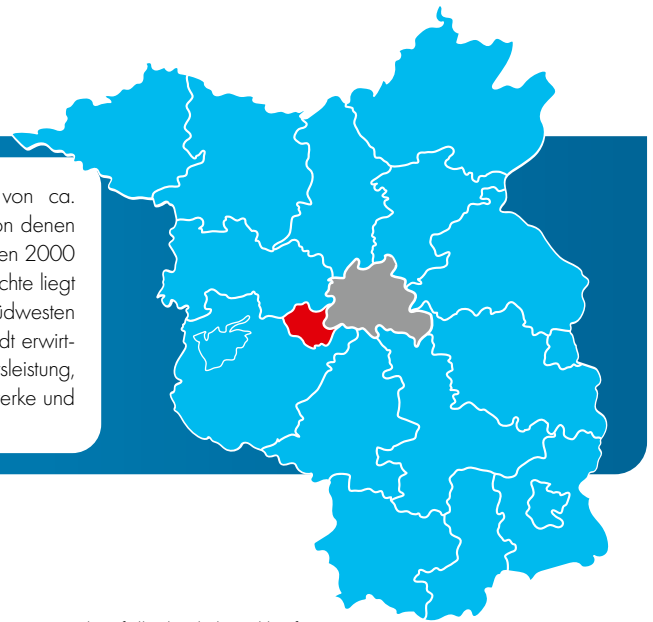 von ca.
on denen
en 2000
chte liegt
üdwesten
dt erwirt-
sleistung,
erke und